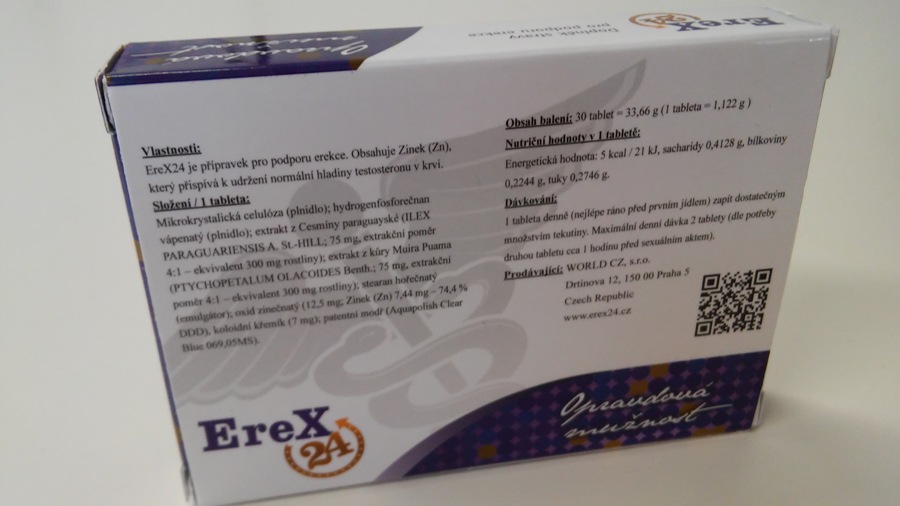 Opravdová
mužnost
EreX
24
Doplněk stravy
pro podporu erekce
Vlastnosti:
EreX24 je přípravek pro podporu erekce. Obsahuje Zinek (Zn),
který přispívá k udržení normální hladiny testosteronu v krvi.
Složení / 1 tableta:
Mikrokrystalická celulóza (plnidlo); hydrogenfosforečnan
vápenatý (plnidlo); extrakt z Cesmíny paraguayské (ILEX
PARAGUARIENSIS A. St.-HILL; 75 mg, extrakční poměr
4:1 – ekvivalent 300 mg rostliny); extrakt z kůry Muira Puama
(PTYCHOPETALUM OLACOIDES Benth.; 75 mg, extrakční
poměr 4:1 – ekvivalent 300 mg rostliny); stearan hořečnatý
(emulgátor); oxid zinečnatý (12,5 mg; Zinek (Zn) 7,44 mg – 74,4 %
DDD), koloidní křemík (7 mg); patentní modř (Aquapolish Clear
Blue 069,05MS).
Obsah balení: 30 tablet = 33,66 g (1 tableta = 1,122 g )
Nutriční hodnoty v 1 tabletě:
Energetická hodnota: 5 kcal / 21 kJ, sacharidy 0,4128 g, bílkoviny
0,2244 g, tuky 0,2746 g.
Dávkování:
1 tableta denně (nejlépe ráno před prvním jídlem) zapít dostatečným
množstvím tekutiny. Maximální denní dávka 2 tablety (dle potřeby
druhou tabletu cca 1 hodinu před sexuálním aktem).
Prodávající: WORLD CZ, s.r.o.
Drtinova 12, 150 00 Praha 5
Czech Republic
www.erex24.cz
EreX
24
Opravdová
mužnost